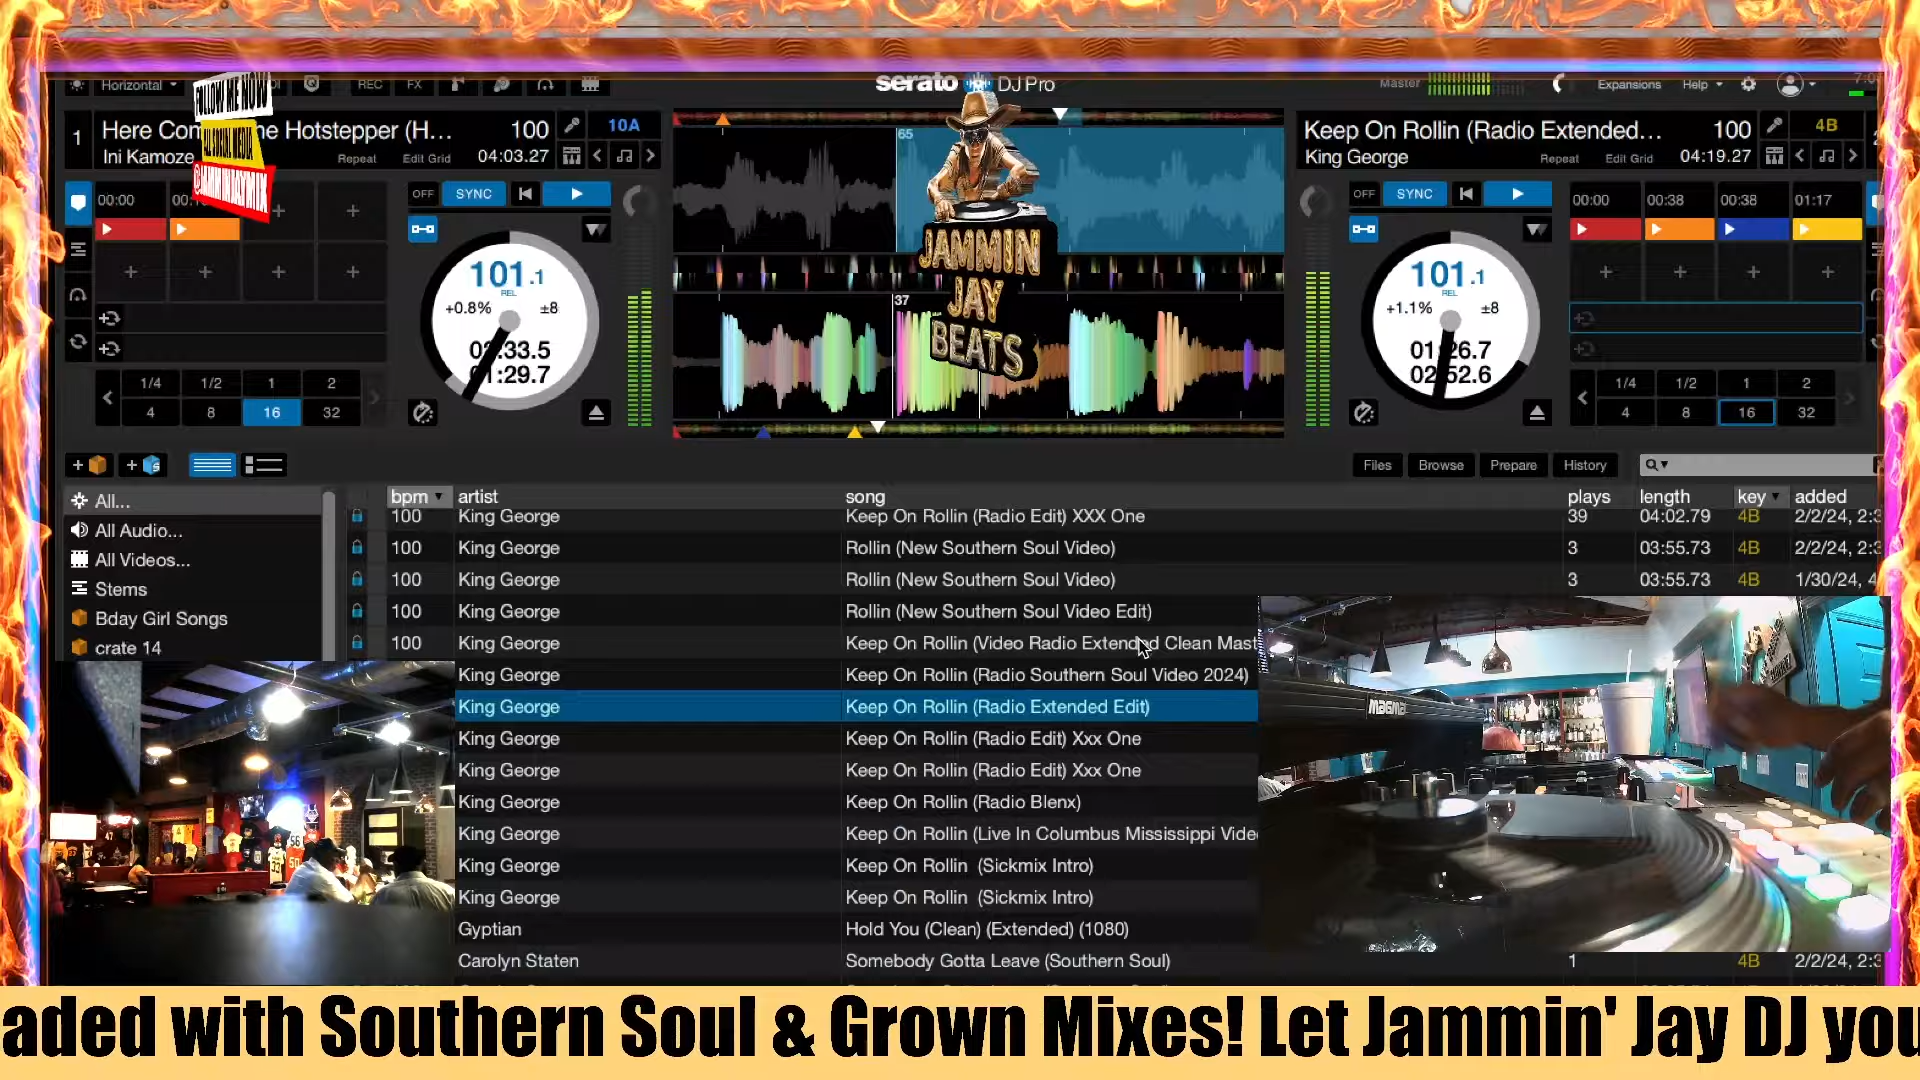 Horizontal
REC
FX
serato DJ Pro
Master
Expansions
Help
FOLLOW ME NOW
ALL SOCIAL MEDIA
@JAMMINJAYMIX
1
100
10A
Ini Kamoze
Repeat
Edit Grid
04:03.27
Keep On Rollin (Radio Extended...
100
4B
King George
Repeat
Edit Grid
04:19.27
65
00:00
OFF
SYNC
OFF
SYNC
00:00
00:38
00:38
01:17
JAMMIN
JAY
BEATS
101.1
REL
+0.8%
±8
37
101.1
REL
+1.1%
±8
1/4
1/2
1
2
4
8
16
32
1/4
1/2
1
2
4
8
16
32
Files
Browse
Prepare
History
bpm
artist
song
plays
length
key
added
All...
All Audio...
All Videos...
Stems
Bday Girl Songs
crate 14
100 King George Keep On Rollin (Radio Edit) XXX One 39 04:02.79 4B 2/2/24, 2:3
100 King George Rollin (New Southern Soul Video) 3 03:55.73 4B 2/2/24, 2:3
100 King George Rollin (New Southern Soul Video) 3 03:55.73 4B 1/30/24, 4
100 King George Rollin (New Southern Soul Video Edit)
100 King George Keep On Rollin (Video Radio Extended Clean Mast
King George Keep On Rollin (Radio Southern Soul Video 2024)
King George Keep On Rollin (Radio Extended Edit)
King George Keep On Rollin (Radio Edit) Xxx One
King George Keep On Rollin (Radio Edit) Xxx One
King George Keep On Rollin (Radio Blenx)
King George Keep On Rollin (Live In Columbus Mississippi Vide
King George Keep On Rollin (Sickmix Intro)
King George Keep On Rollin (Sickmix Intro)
Gyptian Hold You (Clean) (Extended) (1080)
Carolyn Staten Somebody Gotta Leave (Southern Soul) 1 4B 2/2/24, 2:3
MAGMA
aded with Southern Soul & Grown Mixes! Let Jammin' Jay DJ you